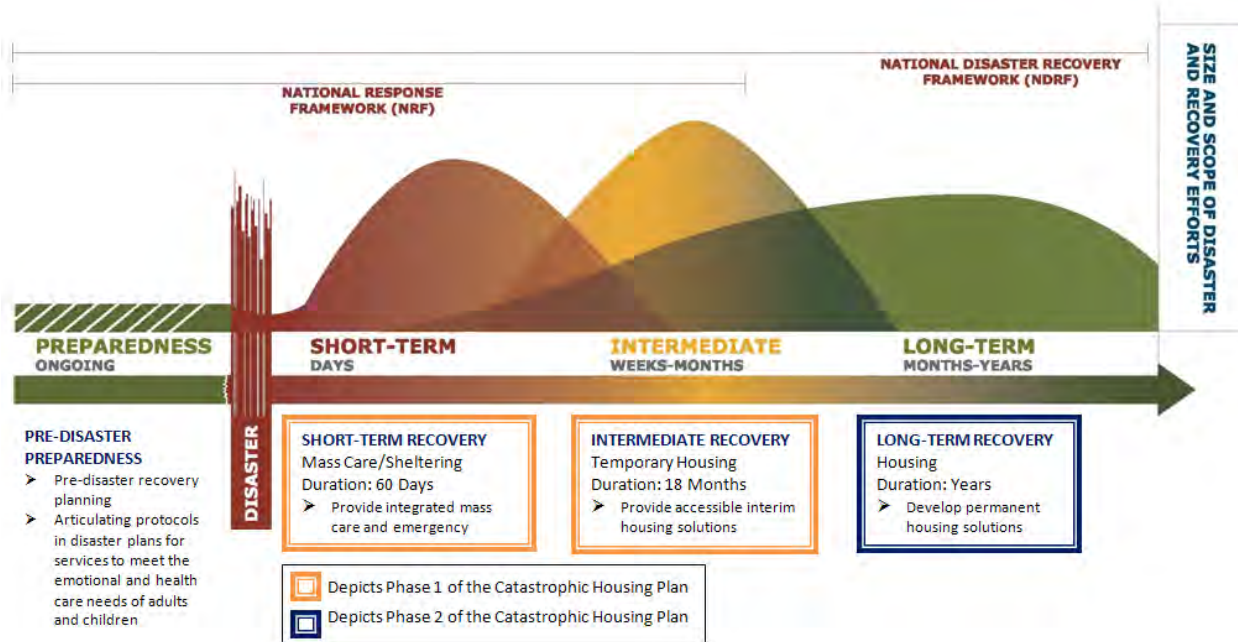 NATIONAL DISASTER RECOVERY
FRAMEWORK (NDRF)
NATIONAL RESPONSE
FRAMEWORK (NRF)
SIZE AND SCOPE OF DISASTER
AND RECOVERY EFFORTS
PREPAREDNESS
ONGOING
SHORT-TERM
DAYS
INTERMEDIATE
WEEKS-MONTHS
LONG-TERM
MONTHS-YEARS
DISASTER
PRE-DISASTER
PREPAREDNESS
➤ Pre-disaster recovery
planning
➤ Articulating protocols
in disaster plans for
services to meet the
emotional and health
care needs of adults
and children
SHORT-TERM RECOVERY
Mass Care/Sheltering
Duration: 60 Days
➤ Provide integrated mass
care and emergency
INTERMEDIATE RECOVERY
Temporary Housing
Duration: 18 Months
➤ Provide accessible interim
housing solutions
LONG-TERM RECOVERY
Housing
Duration: Years
➤ Develop permanent
housing solutions
Depicts Phase 1 of the Catastrophic Housing Plan
Depicts Phase 2 of the Catastrophic Housing Plan